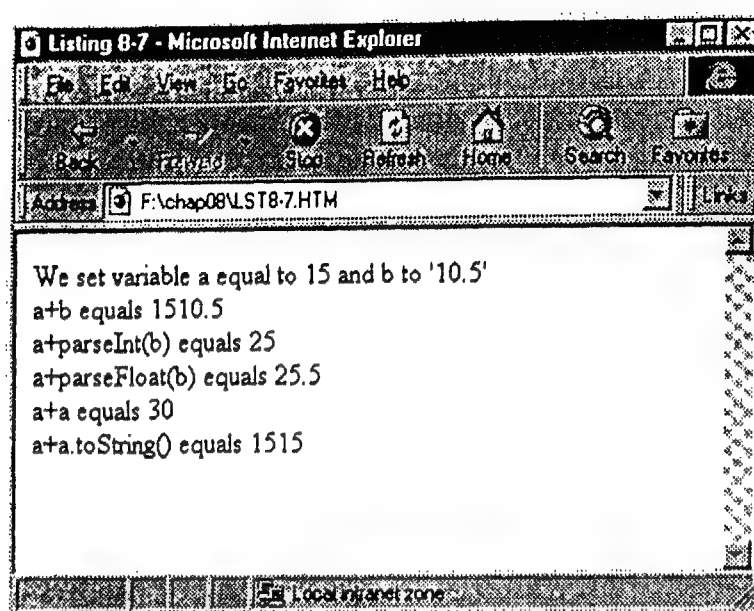 Listing 8-7 - Microsoft Internet Explorer
File Edit View Go Favorites Help
Back Forward Stop Refresh Home Search Favorites
Address F:\chap08\LST8-7.HTM Links
We set variable a equal to 15 and b to '10.5'
a+b equals 1510.5
a+parseInt(b) equals 25
a+parseFloat(b) equals 25.5
a+a equals 30
a+a.toString() equals 1515
Local intranet zone